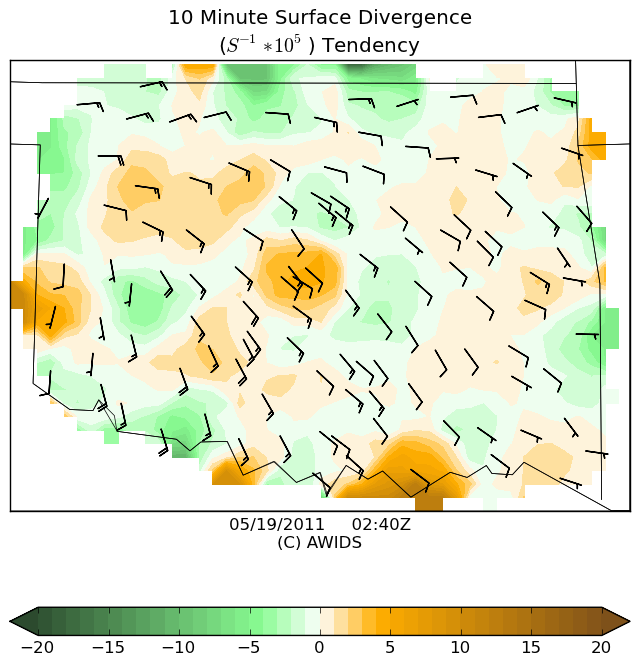 10 Minute Surface Divergence
($S^{-1} * 10^{5}$ ) Tendency
05/19/2011 02:40Z
(C) AWIDS
−20 −15 −10 −5 0 5 10 15 20